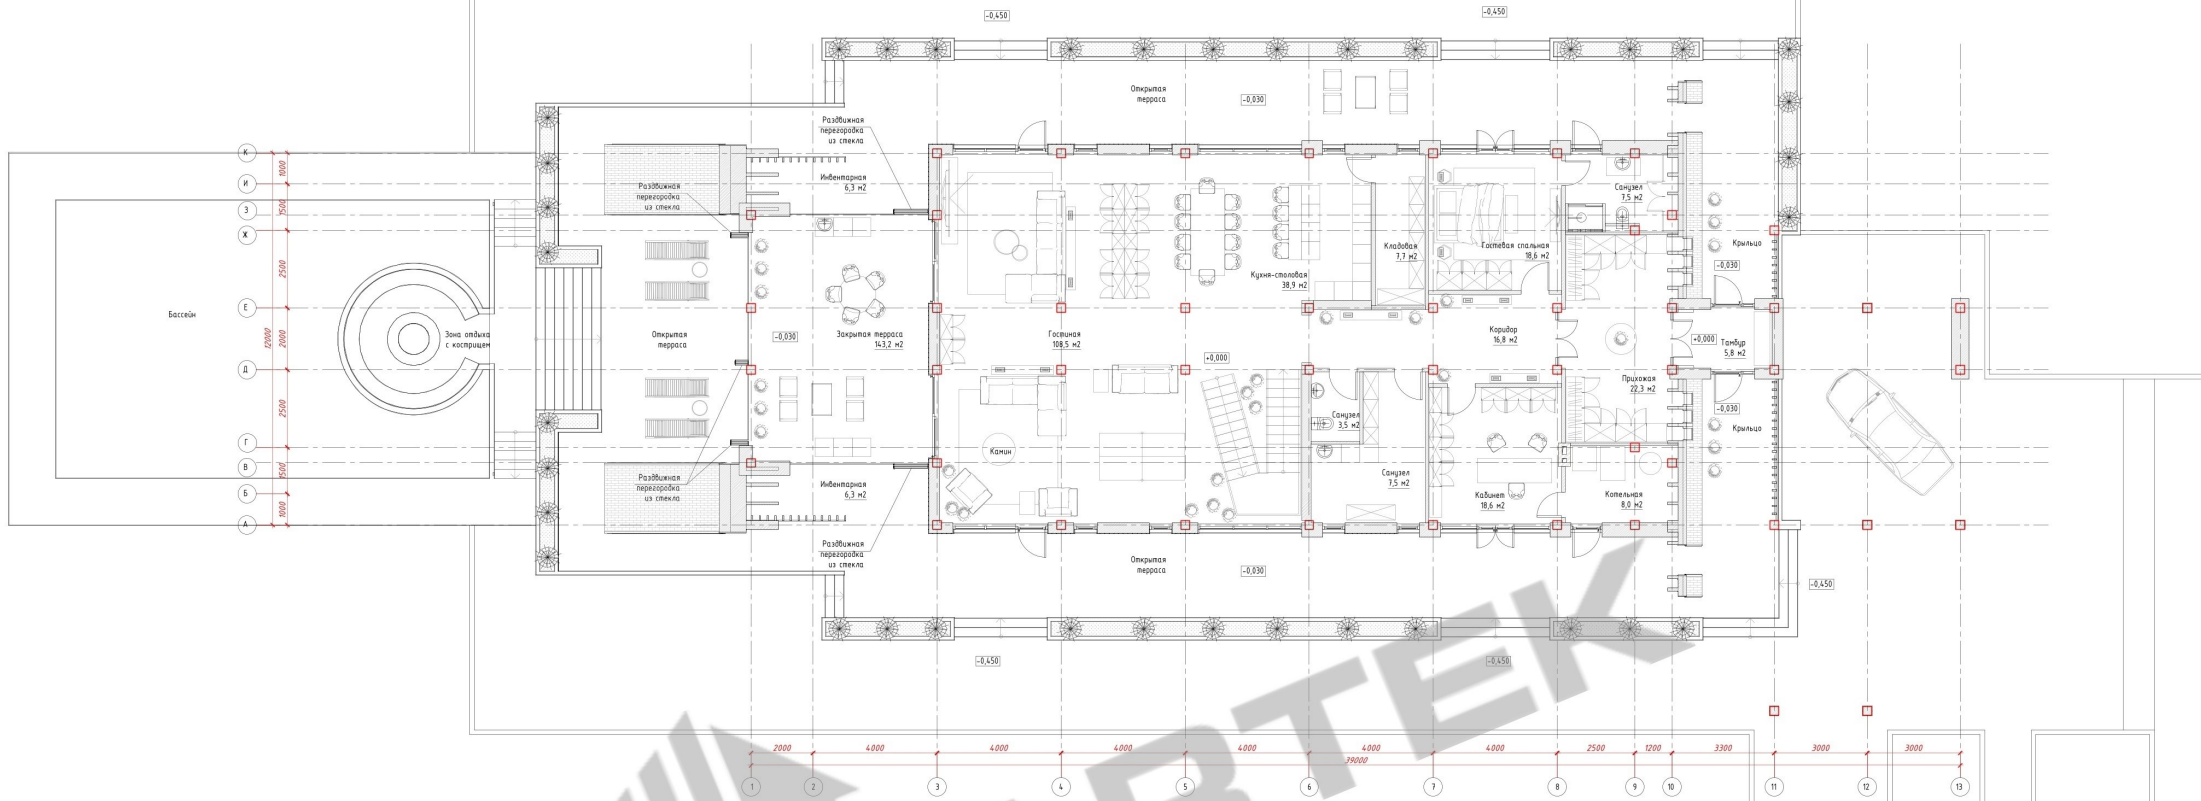 -0,450
-0,450
Открытая
терраса
-0,030
Раздвижная
перегородка
из стекла
К
И
З
Ж
Е
Д
Г
В
Б
А
1000
1500
2500
2000
2500
1500
1000
12000
Инвентарная
6,3 м2
Раздвижная
перегородка
из стекла
Санузел
7,5 м2
Кладовая
7,7 м2
Гостевая спальная
18,6 м2
Крыльцо
-0,030
Кухня-столовая
38,9 м2
Бассейн
Зона отдыха
с кострищем
Открытая
терраса
-0,030
Закрытая терраса
143,2 м2
Гостиная
108,5 м2
+0,000
Коридор
16,8 м2
+0,000
Тамбур
5,8 м2
Прихожая
22,3 м2
-0,030
Крыльцо
Санузел
3,5 м2
Камин
Санузел
7,5 м2
Кабинет
18,6 м2
Котельная
8,0 м2
Раздвижная
перегородка
из стекла
Инвентарная
6,3 м2
Раздвижная
перегородка
из стекла
Открытая
терраса
-0,030
-0,450
-0,450
-0,450
2000
4000
4000
4000
4000
4000
4000
2500
1200
3300
3000
3000
39000
1
2
3
4
5
6
7
8
9
10
11
12
13
ARTEK